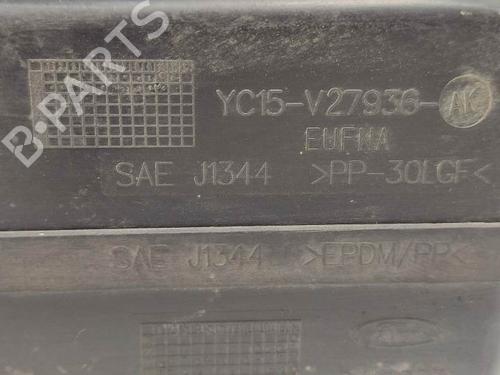 B-PARTS
YC15-V27936-AK
EUFMA
SAE J1344 >PP-30LGF<
SAE J1344 >EPDM/PP<